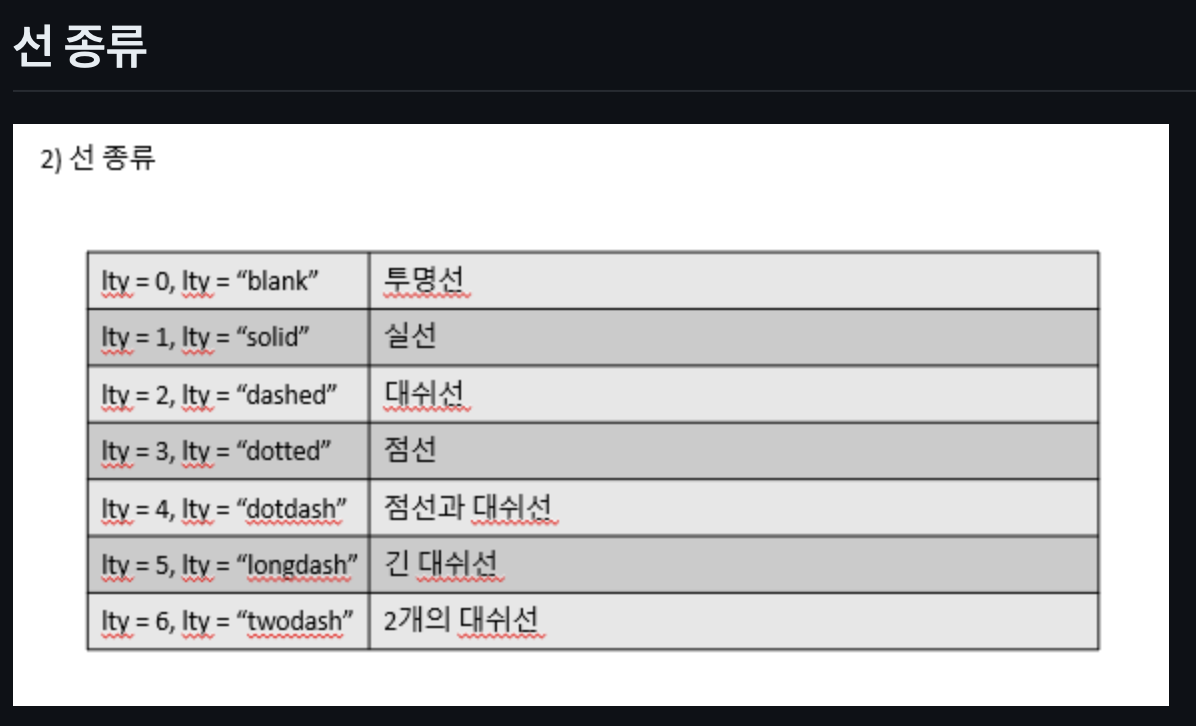 선 종류
2) 선 종류
lty = 0, lty = “blank” 투명선
lty = 1, lty = “solid” 실선
lty = 2, lty = “dashed” 대쉬선
lty = 3, lty = “dotted” 점선
lty = 4, lty = “dotdash” 점선과 대쉬선
lty = 5, lty = “longdash” 긴 대쉬선
lty = 6, lty = “twodash” 2개의 대쉬선